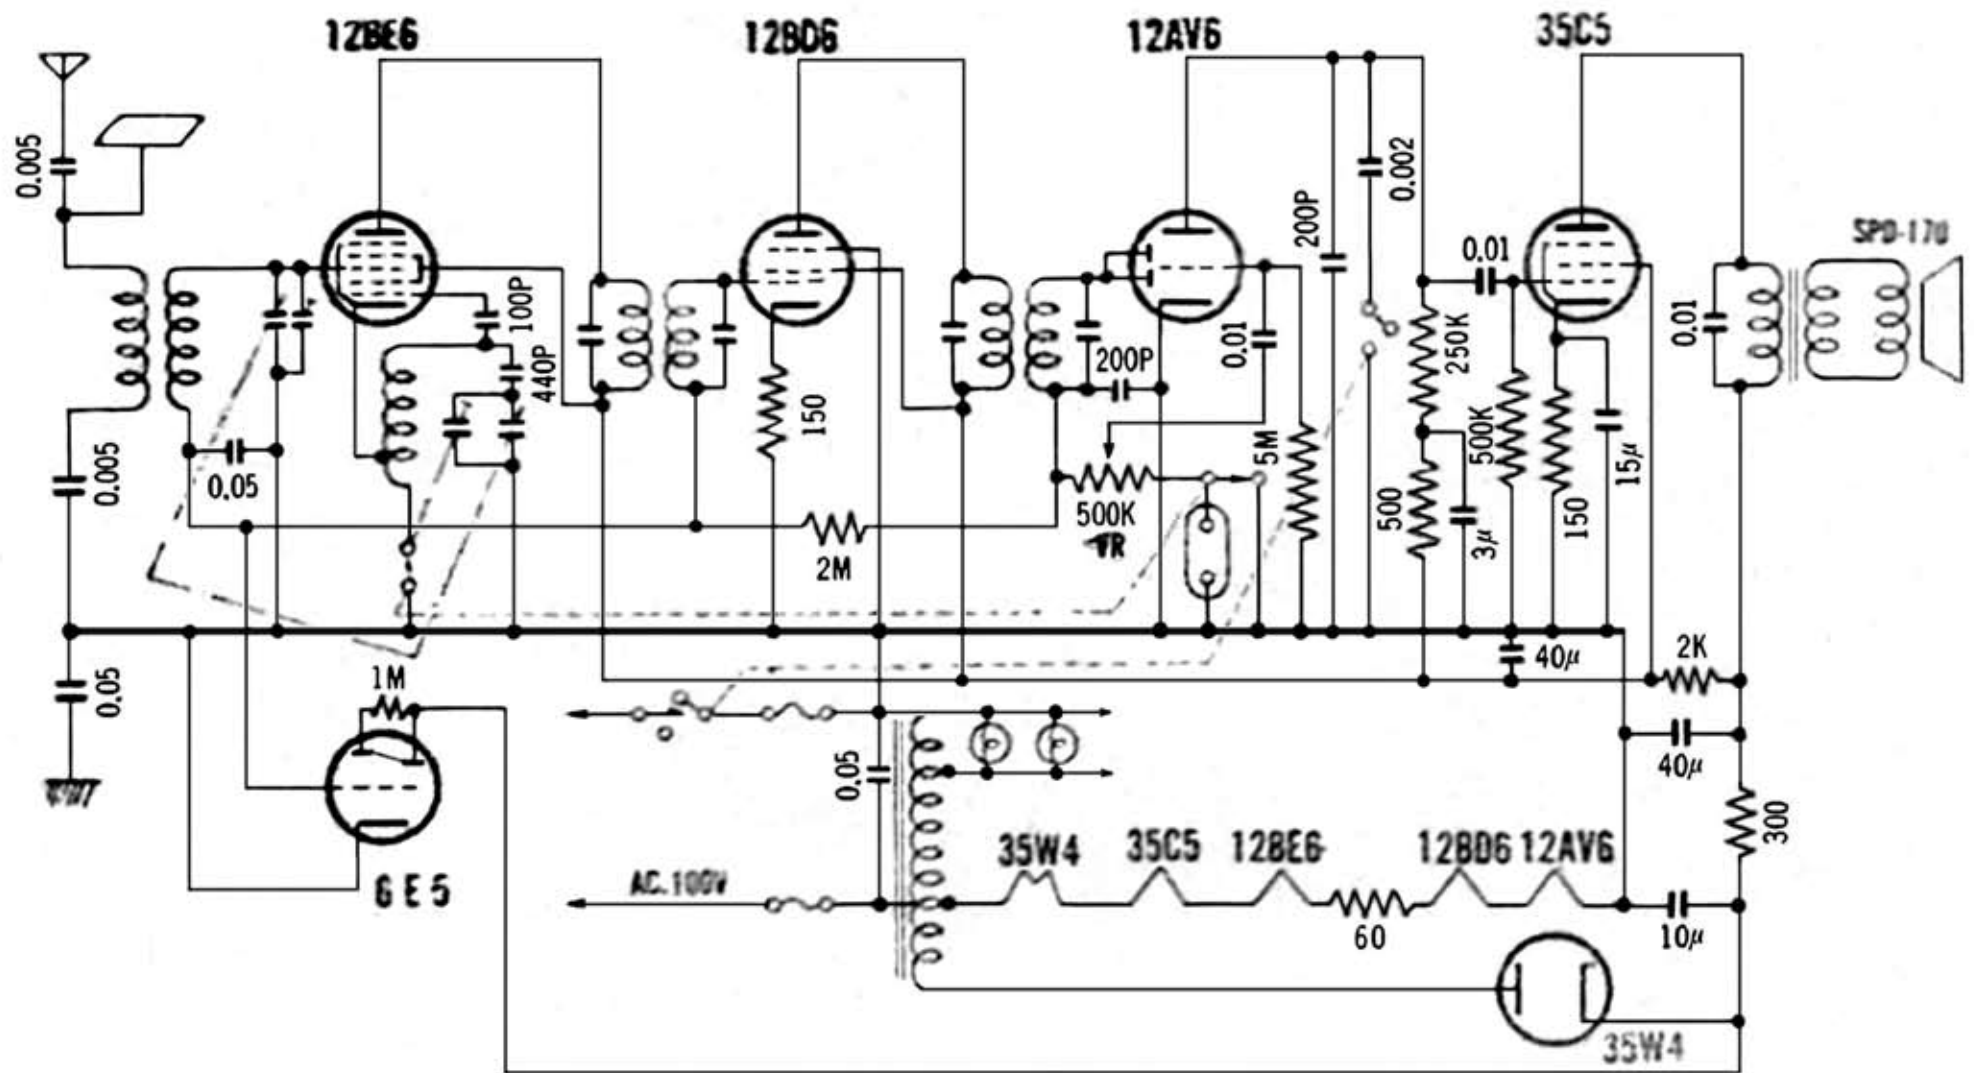 12BE6
12BD6
12AV6
35C5
0.005
0.002
200P
SPD-170
0.01
100P
0.01
0.01
440P
200P
250K
150
0.005
0.05
5M
500K
15μ
500K
VR
500
3μ
150
2M
40μ
2K
1M
0.05
40μ
0.05
300
6E5
AC.100V
35W4
35C5
12BE6
12BD6
12AV6
60
10μ
35W4